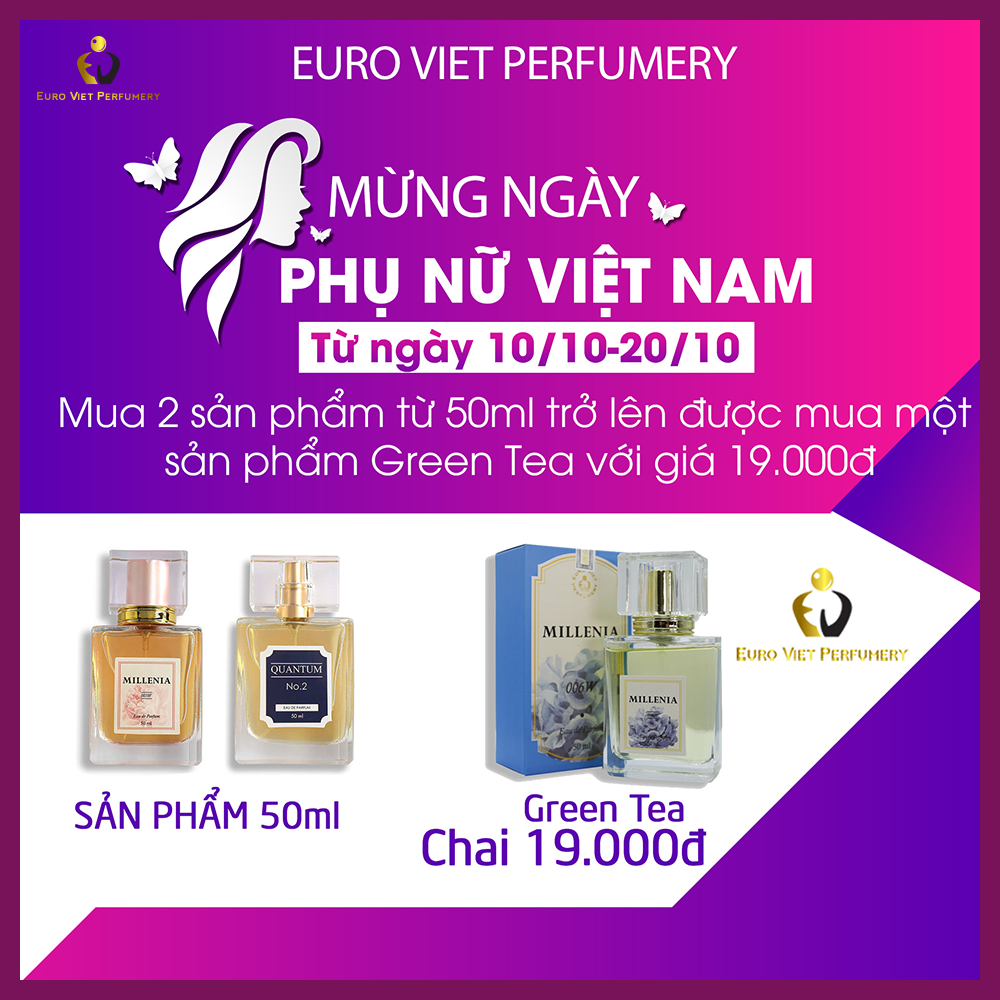 EURO VIET PERFUMERY
EURO VIET PERFUMERY
MỪNG NGÀY
PHỤ NỮ VIỆT NAM
Từ ngày 10/10-20/10
Mua 2 sản phẩm từ 50ml trở lên được mua một
sản phẩm Green Tea với giá 19.000đ
MILLENIA
Eau de Parfum
50 ml
QUANTUM
No.2
EAU DE PARFUM
50 ml
MILLENIA
006W
50 ml
MILLENIA
EURO VIET PERFUMERY
SẢN PHẨM 50ml
Green Tea
Chai 19.000đ